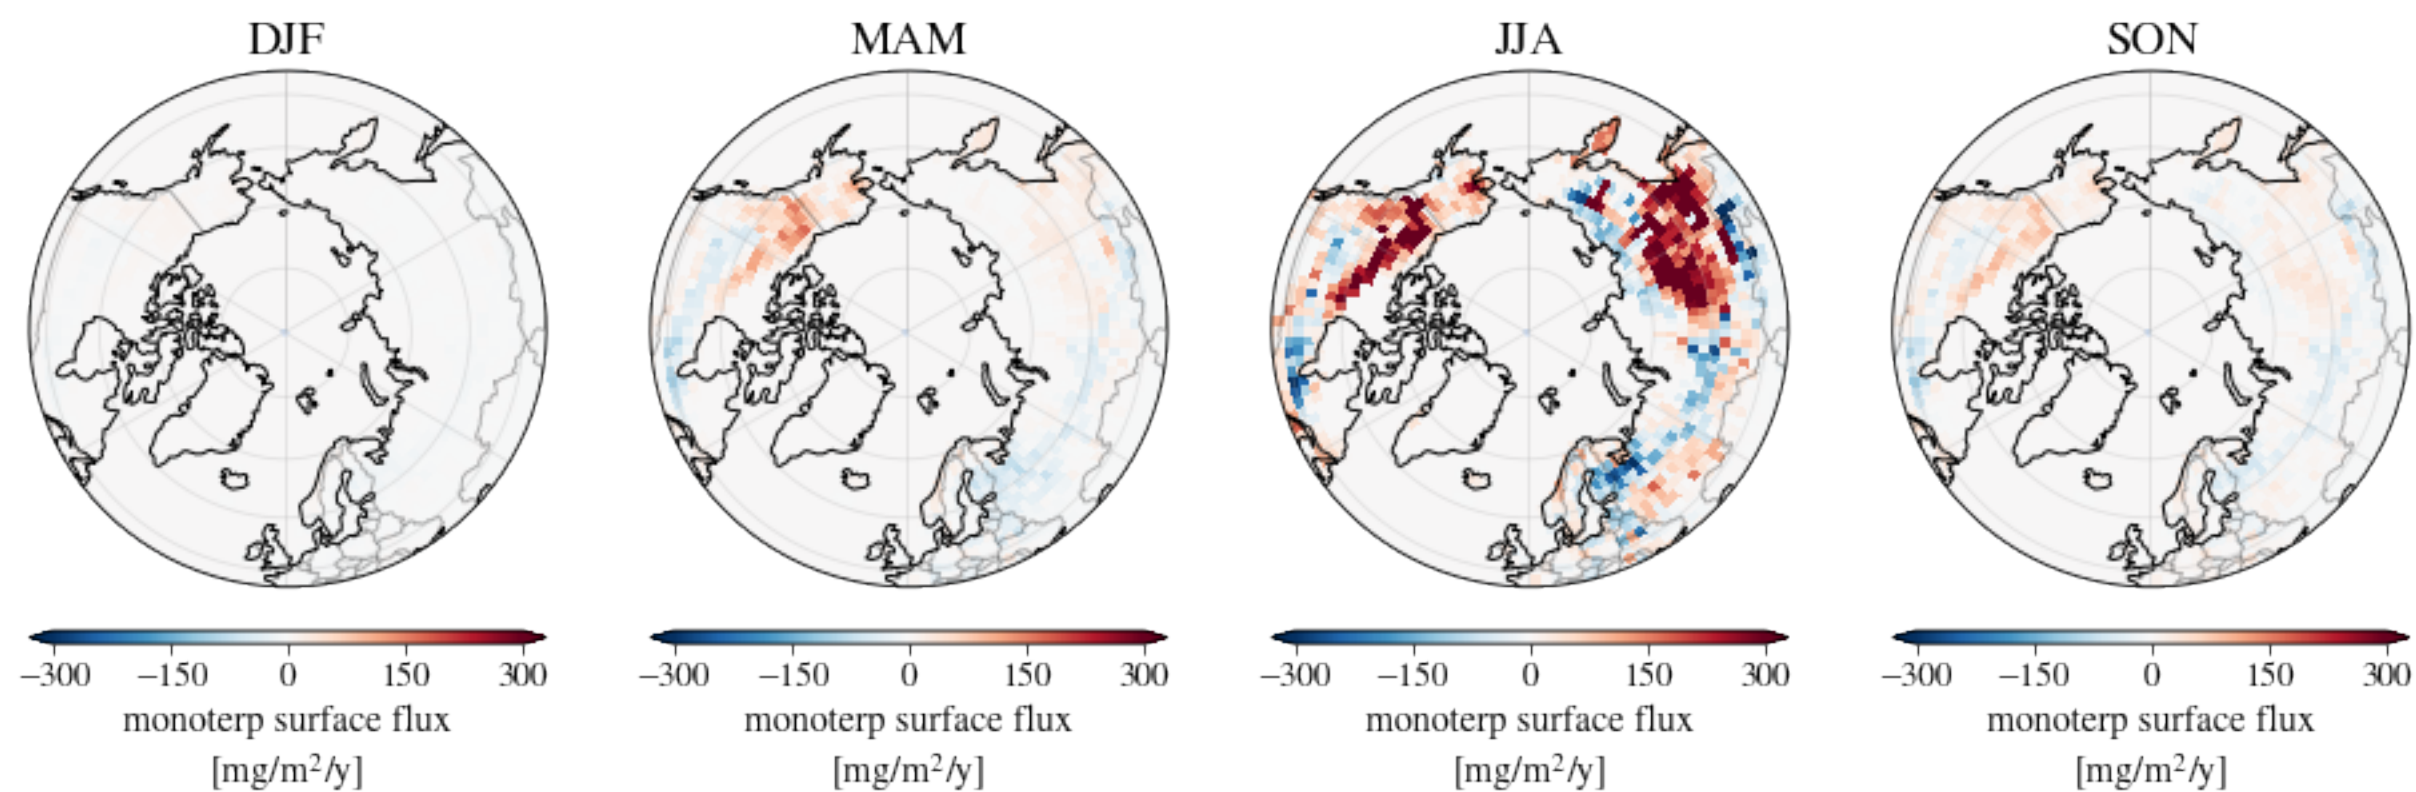 DJF MAM JJA SON
−300 −150 0 150 300 −300 −150 0 150 300 −300 −150 0 150 300 −300 −150 0 150 300
monoterp surface flux monoterp surface flux monoterp surface flux monoterp surface flux
[mg/m²/y] [mg/m²/y] [mg/m²/y] [mg/m²/y]